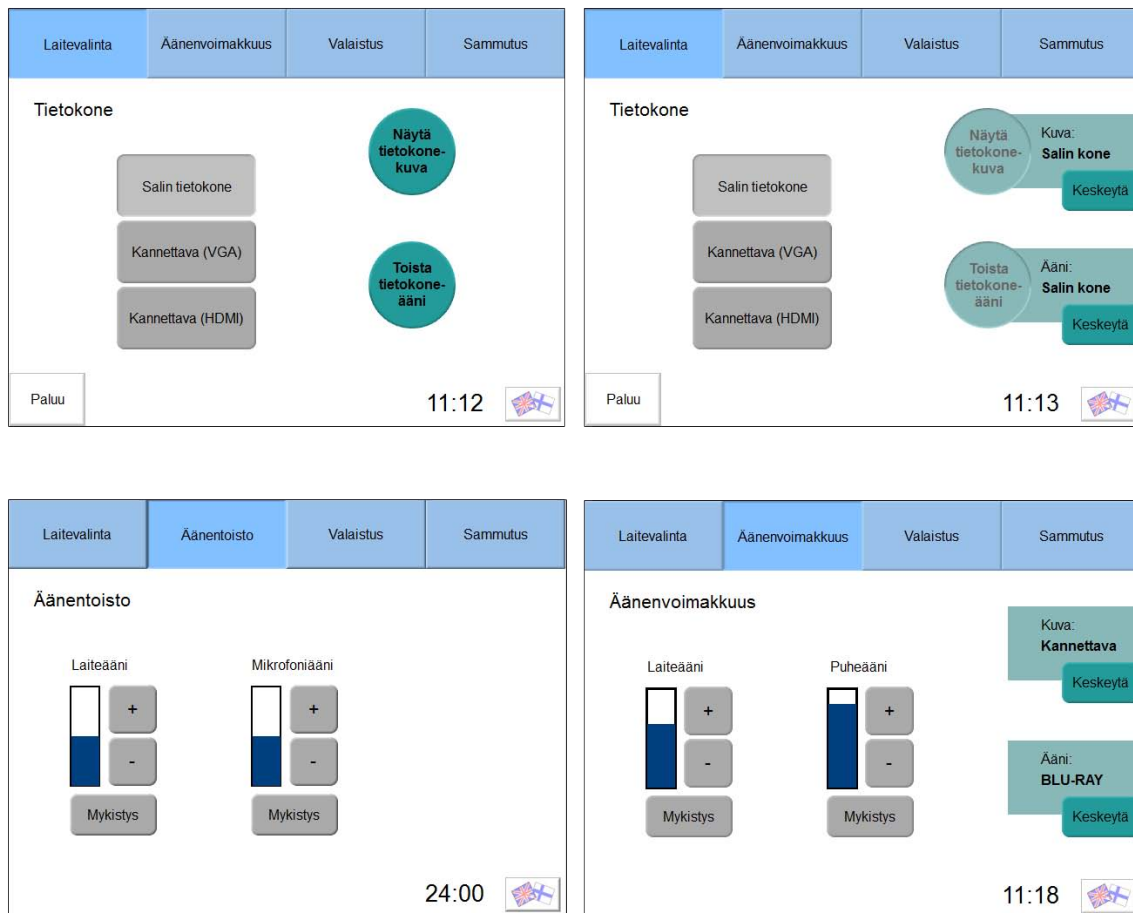 Laitevalinta
Äänenvoimakkuus
Valaistus
Sammutus
Tietokone
Salin tietokone
Kannettava (VGA)
Kannettava (HDMI)
Näytä
tietokone-
kuva
Toista
tietokone-
ääni
Paluu
11:12
Laitevalinta
Äänenvoimakkuus
Valaistus
Sammutus
Tietokone
Salin tietokone
Kannettava (VGA)
Kannettava (HDMI)
Näytä
tietokone-
kuva
Kuva:
Salin kone
Keskeytä
Toista
tietokone-
ääni
Ääni:
Salin kone
Keskeytä
Paluu
11:13
Laitevalinta
Äänentoisto
Valaistus
Sammutus
Äänentoisto
Laiteääni
+
-
Mykistys
Mikrofoniääni
+
-
Mykistys
24:00
Laitevalinta
Äänenvoimakkuus
Valaistus
Sammutus
Äänenvoimakkuus
Laiteääni
+
-
Mykistys
Puheääni
+
-
Mykistys
Kuva:
Kannettava
Keskeytä
Ääni:
BLU-RAY
Keskeytä
11:18